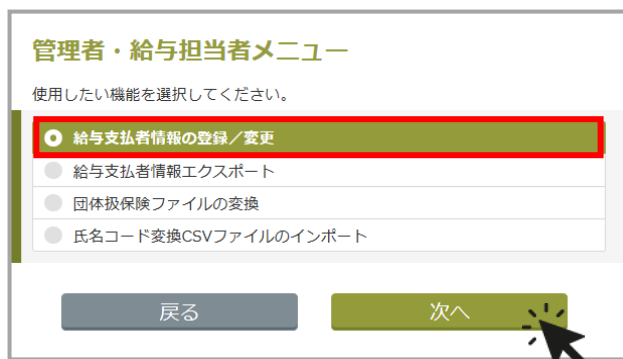 管理者・給与担当者メニュー
使用したい機能を選択してください。
給与支払者情報の登録／変更
給与支払者情報エクスポート
団体扱保険ファイルの変換
氏名コード変換CSVファイルのインポート
戻る
次へ